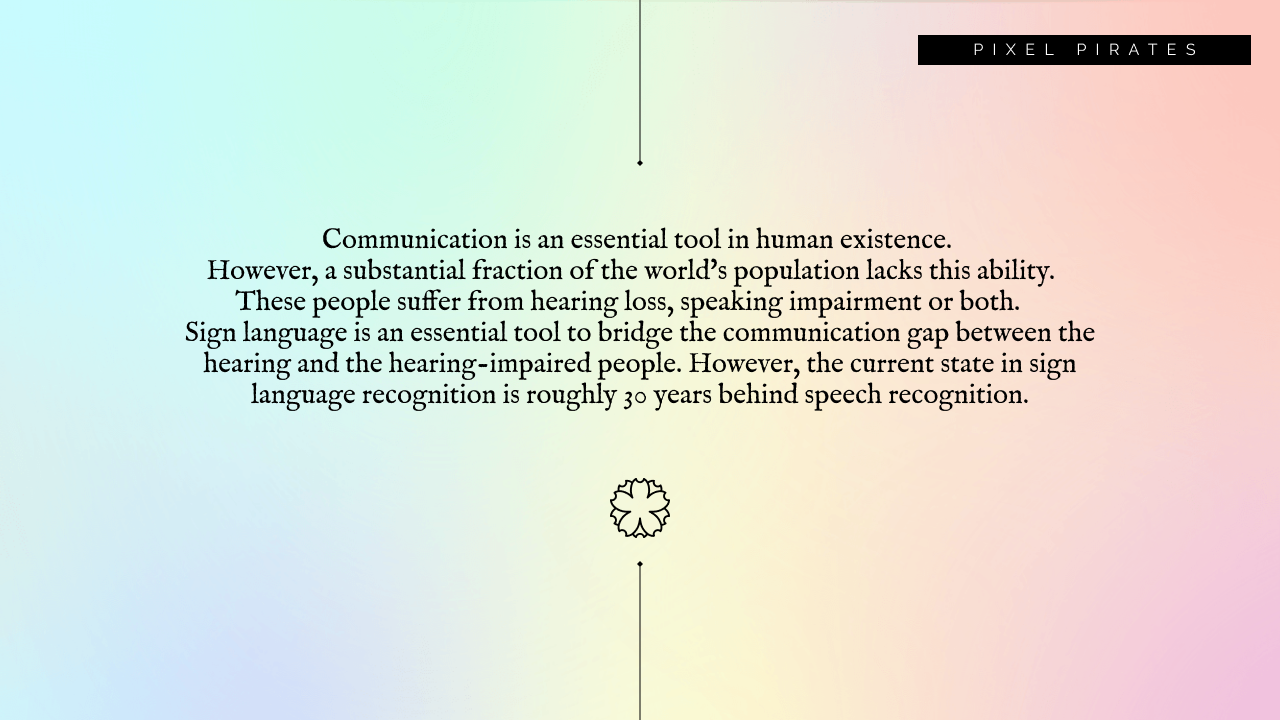 PIXEL PIRATES
Communication is an essential tool in human existence.
However, a substantial fraction of the world's population lacks this ability.
These people suffer from hearing loss, speaking impairment or both.
Sign language is an essential tool to bridge the communication gap between the
hearing and the hearing-impaired people. However, the current state in sign
language recognition is roughly 30 years behind speech recognition.